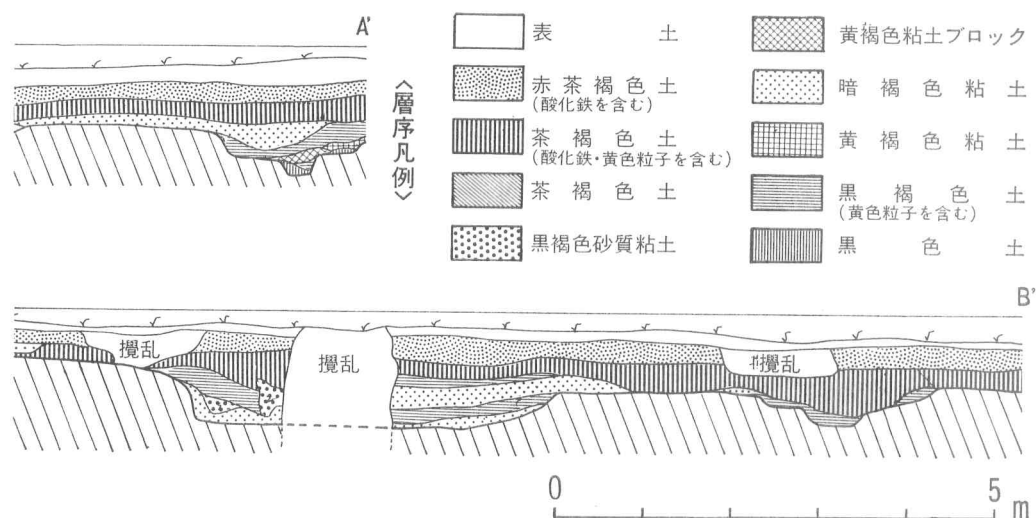 A'
〈層序凡例〉
表 土
赤茶褐色土
(酸化鉄を含む)
茶褐色土
(酸化鉄・黄色粒子を含む)
茶褐色土
黒褐色砂質粘土
黄褐色粘土ブロック
暗褐色粘土
黄褐色粘土
黒褐色土
(黄色粒子を含む)
黒色土
B'
攪乱
攪乱
攪乱
0 5
m